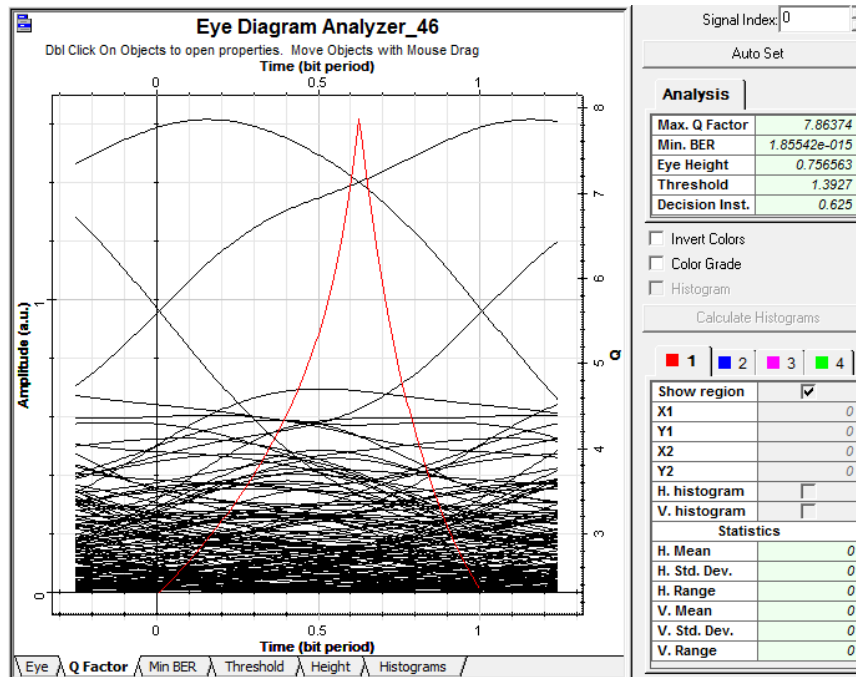 Eye Diagram Analyzer_46
Dbl Click On Objects to open properties. Move Objects with Mouse Drag
Time (bit period)
0 0.5 1
Amplitude (a.u.)
1
0
8
7
6
5
4
3
Q
0 0.5 1
Time (bit period)
Eye Q Factor Min BER Threshold Height Histograms
Signal Index: 0
Auto Set
Analysis
Max. Q Factor 7.86374
Min. BER 1.85542e-015
Eye Height 0.756563
Threshold 1.3927
Decision Inst. 0.625
Invert Colors
Color Grade
Histogram
Calculate Histograms
1 2 3 4
Show region
X1 0
Y1 0
X2 0
Y2 0
H. histogram
V. histogram
Statistics
H. Mean 0
H. Std. Dev. 0
H. Range 0
V. Mean 0
V. Std. Dev. 0
V. Range 0